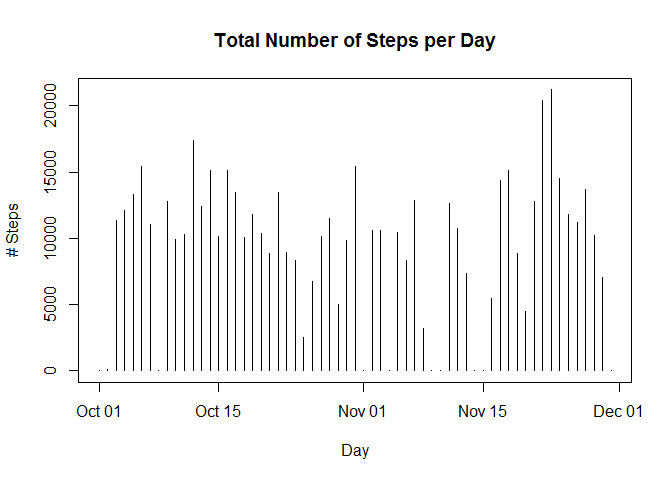 Total Number of Steps per Day
# Steps
20000
15000
10000
5000
0
Oct 01 Oct 15 Nov 01 Nov 15 Dec 01
Day